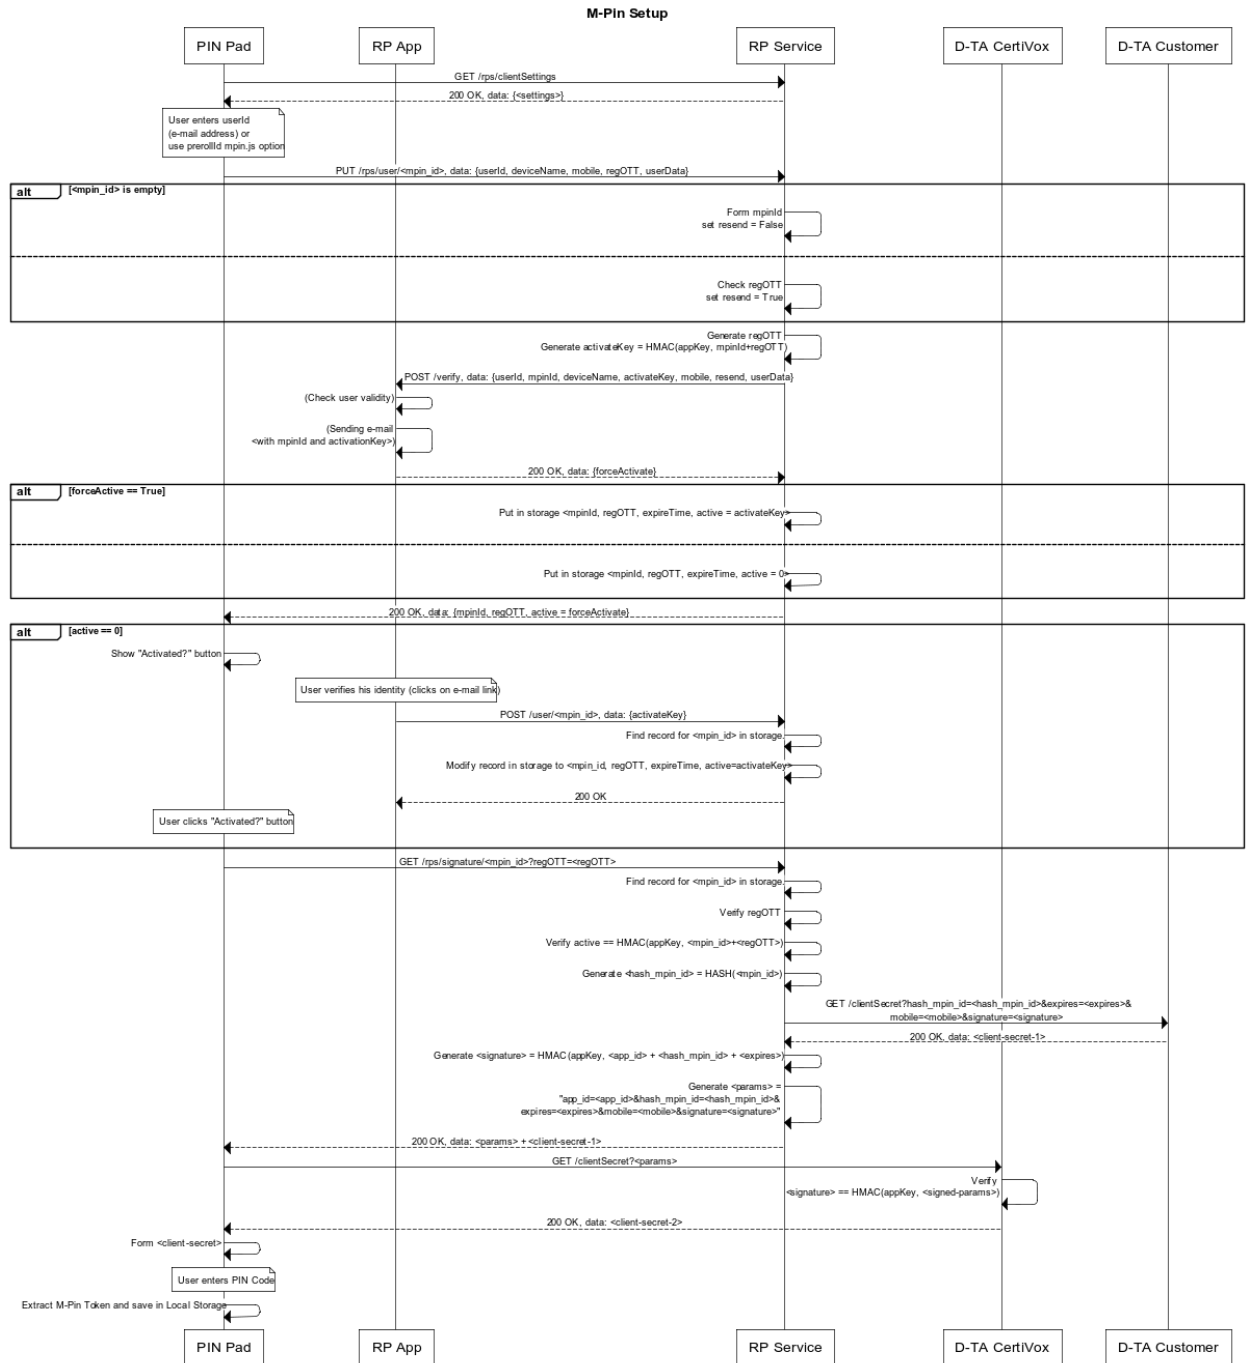 M-Pin Setup
PIN Pad
RP App
RP Service
D-TA CertiVox
D-TA Customer
GET /rps/clientSettings
200 OK, data: {<settings>}
User enters userId
(e-mail address) or
use prerollId mpin.js option
PUT /rps/user/<mpin_id>, data: {userId, deviceName, mobile, regOTT, userData}
alt
[<mpin_id> is empty]
Form mpinId
set resend = False
Check regOTT
set resend = True
Generate regOTT
Generate activateKey = HMAC(appKey, mpinId+regOTT)
POST /verify, data: {userId, mpinId, deviceName, activateKey, mobile, resend, userData}
(Check user validity)
(Sending e-mail
<with mpinId and activationKey>)
200 OK, data: {forceActivate}
alt
[forceActive == True]
Put in storage <mpinId, regOTT, expireTime, active = activateKey>
Put in storage <mpinId, regOTT, expireTime, active = 0>
200 OK, data: {mpinId, regOTT, active = forceActivate}
alt
[active == 0]
Show "Activated?" button
User verifies his identity (clicks on e-mail link)
POST /user/<mpin_id>, data: {activateKey}
Find record for <mpin_id> in storage.
Modify record in storage to <mpin_id, regOTT, expireTime, active=activateKey>
200 OK
User clicks "Activated?" button
GET /rps/signature/<mpin_id>?regOTT=<regOTT>
Find record for <mpin_id> in storage.
Verify regOTT
Verify active == HMAC(appKey, <mpin_id>+<regOTT>)
Generate <hash_mpin_id> = HASH(<mpin_id>)
GET /clientSecret?hash_mpin_id=<hash_mpin_id>&expires=<expires>&
mobile=<mobile>&signature=<signature>
200 OK, data: <client-secret-1>
Generate <signature> = HMAC(appKey, <app_id> + <hash_mpin_id> + <expires>)
Generate <params> =
"app_id=<app_id>&hash_mpin_id=<hash_mpin_id>&
expires=<expires>&mobile=<mobile>&signature=<signature>"
200 OK, data: <params> + <client-secret-1>
GET /clientSecret?<params>
Verify
<signature> == HMAC(appKey, <signed-params>)
200 OK, data: <client-secret-2>
Form <client-secret>
User enters PIN Code
Extract M-Pin Token and save in Local Storage
PIN Pad
RP App
RP Service
D-TA CertiVox
D-TA Customer